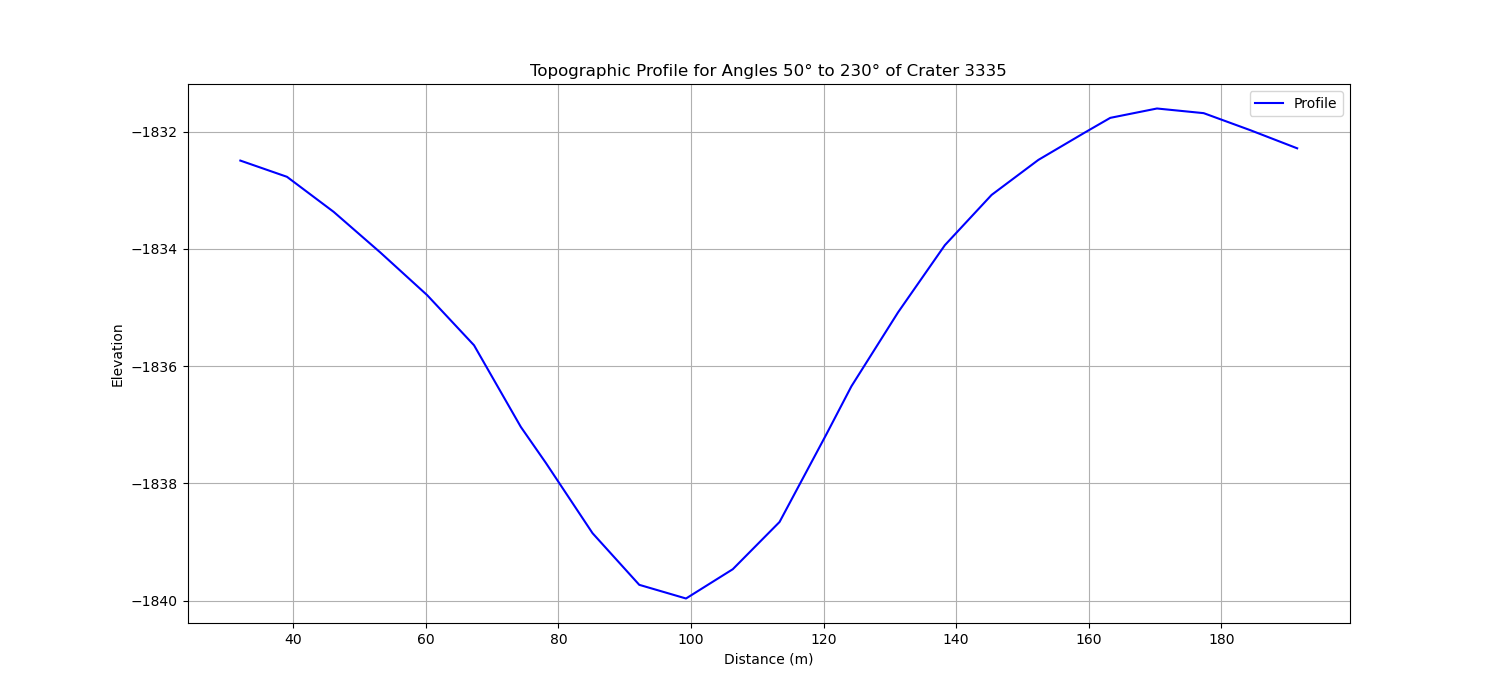 Topographic Profile for Angles 50° to 230° of Crater 3335
Profile
−1832
−1834
−1836
−1838
−1840
Elevation
40 60 80 100 120 140 160 180
Distance (m)